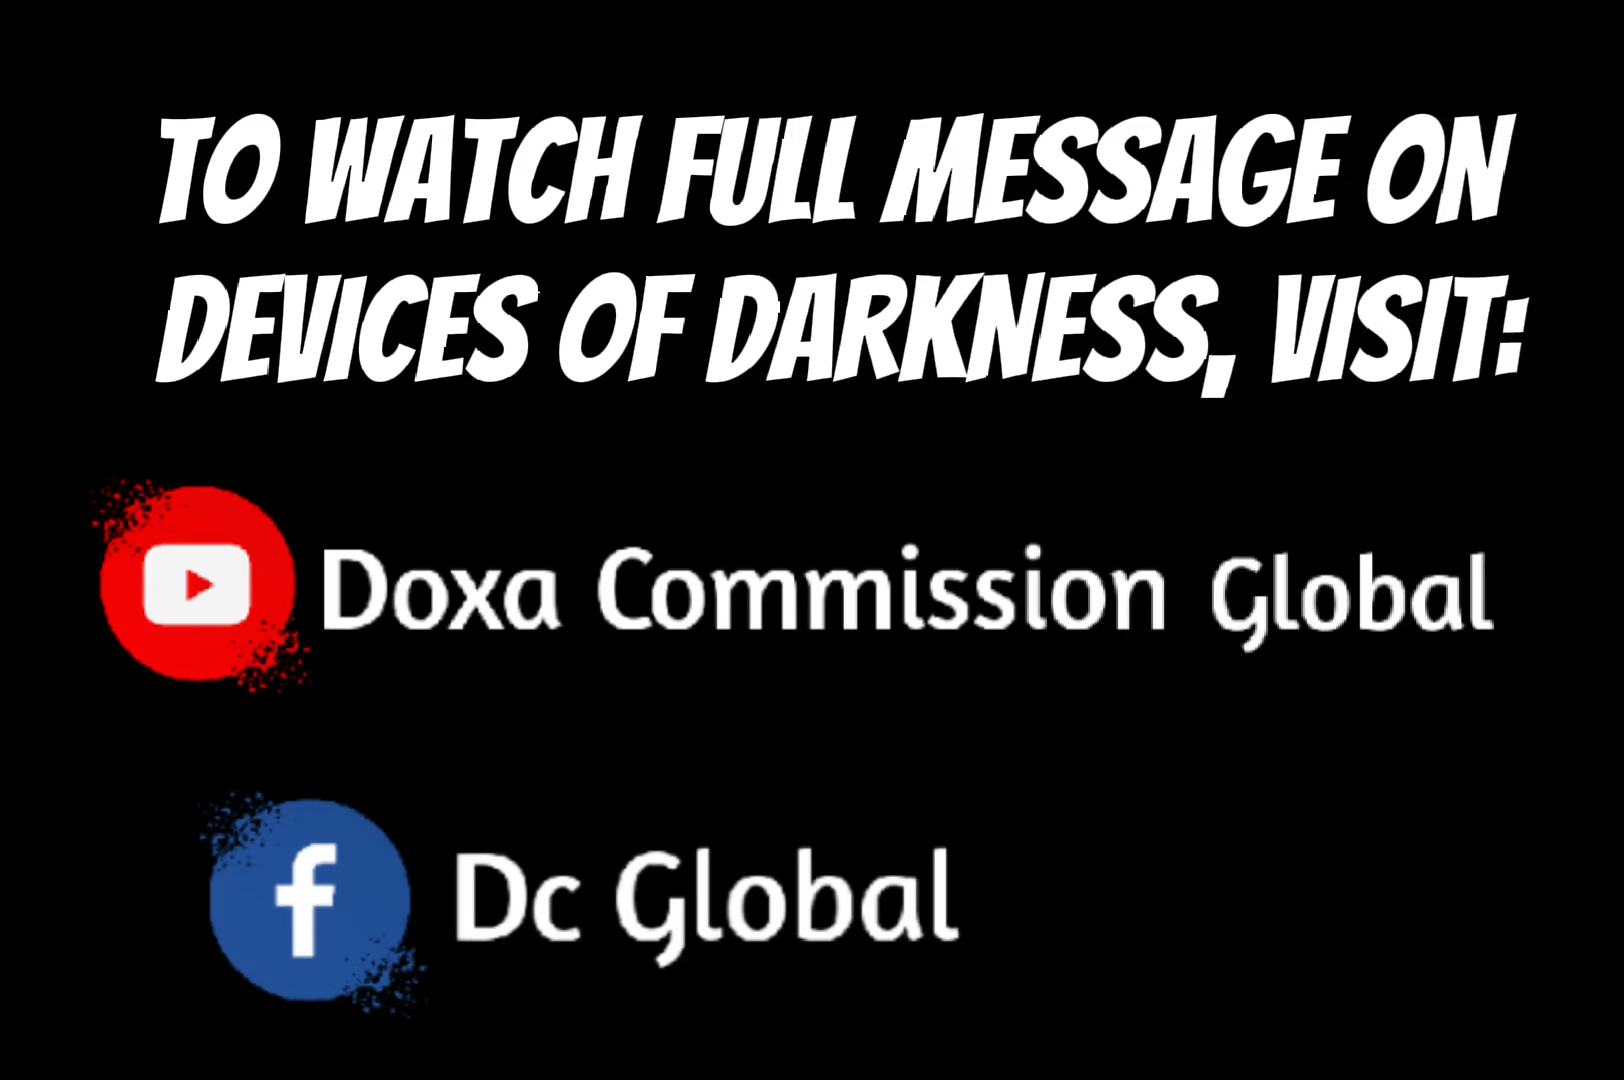 TO WATCH FULL MESSAGE ON
DEVICES OF DARKNESS, VISIT:
Doxa Commission Global
f Dc Global